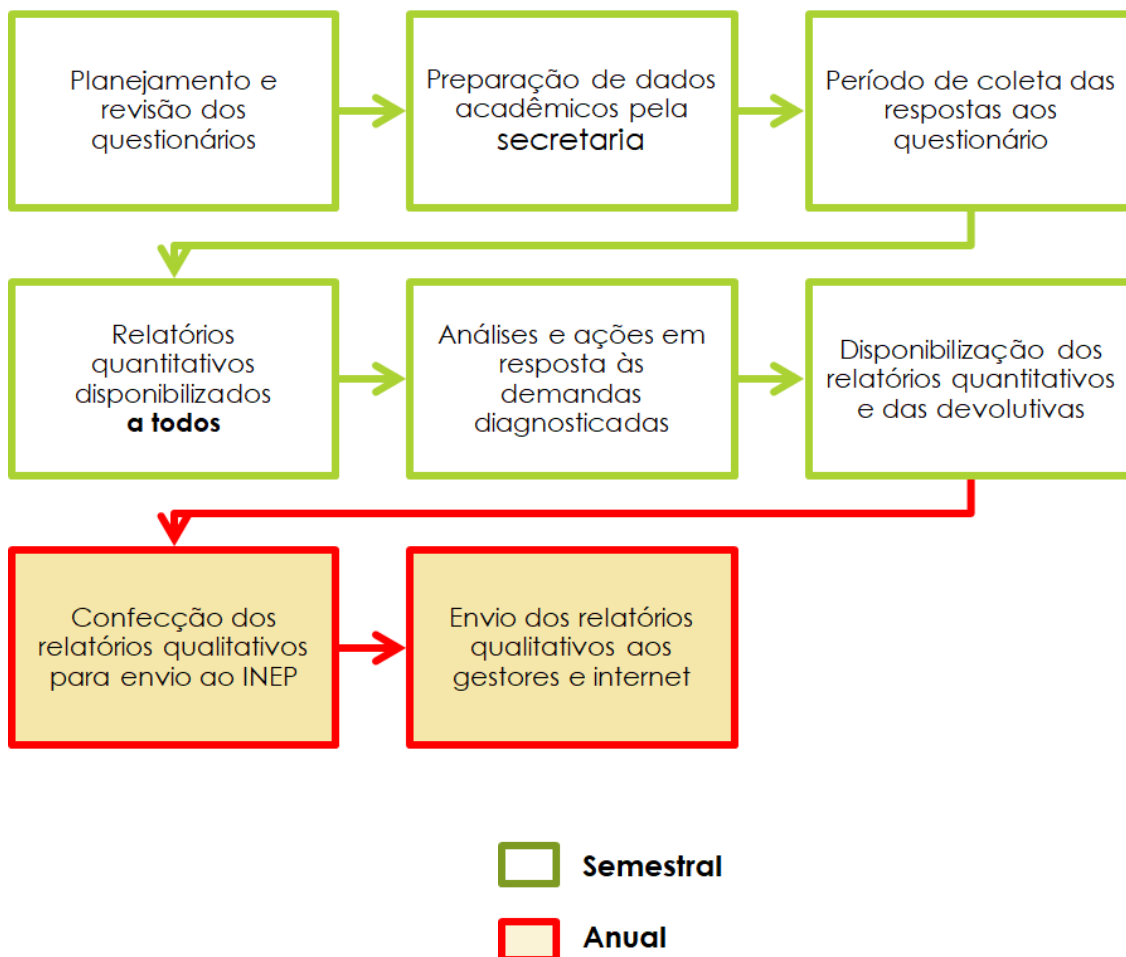 Planejamento e
revisão dos
questionários
Preparação de dados
acadêmicos pela
secretaria
Período de coleta das
respostas aos
questionário
Relatórios
quantitativos
disponibilizados
a todos
Análises e ações em
resposta às
demandas
diagnosticadas
Disponibilização dos
relatórios quantitativos
e das devolutivas
Confecção dos
relatórios qualitativos
para envio ao INEP
Envio dos relatórios
qualitativos aos
gestores e internet
Semestral
Anual